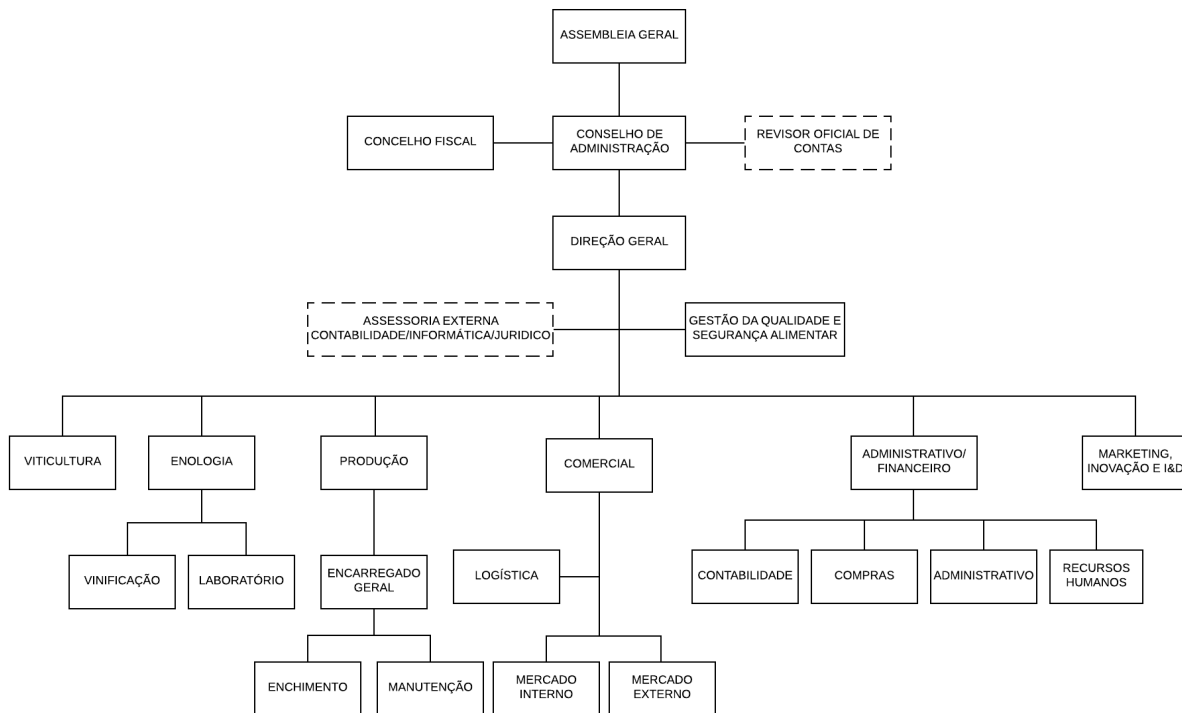 ASSEMBLEIA GERAL
CONCELHO FISCAL
CONSELHO DE
ADMINISTRAÇÃO
REVISOR OFICIAL DE
CONTAS
DIREÇÃO GERAL
ASSESSORIA EXTERNA
CONTABILIDADE/INFORMÁTICA/JURIDICO
GESTÃO DA QUALIDADE E
SEGURANÇA ALIMENTAR
VITICULTURA
ENOLOGIA
PRODUÇÃO
COMERCIAL
ADMINISTRATIVO/
FINANCEIRO
MARKETING,
INOVAÇÃO E I&D
VINIFICAÇÃO
LABORATÓRIO
ENCARREGADO
GERAL
LOGÍSTICA
CONTABILIDADE
COMPRAS
ADMINISTRATIVO
RECURSOS
HUMANOS
ENCHIMENTO
MANUTENÇÃO
MERCADO
INTERNO
MERCADO
EXTERNO